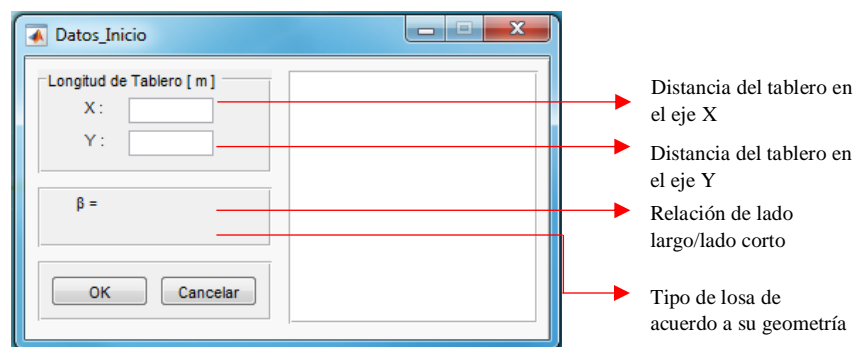 Datos_Inicio
Longitud de Tablero [ m ]
X :
Y :
β =
OK
Cancelar
Distancia del tablero en
el eje X
Distancia del tablero en
el eje Y
Relación de lado
largo/lado corto
Tipo de losa de
acuerdo a su geometría